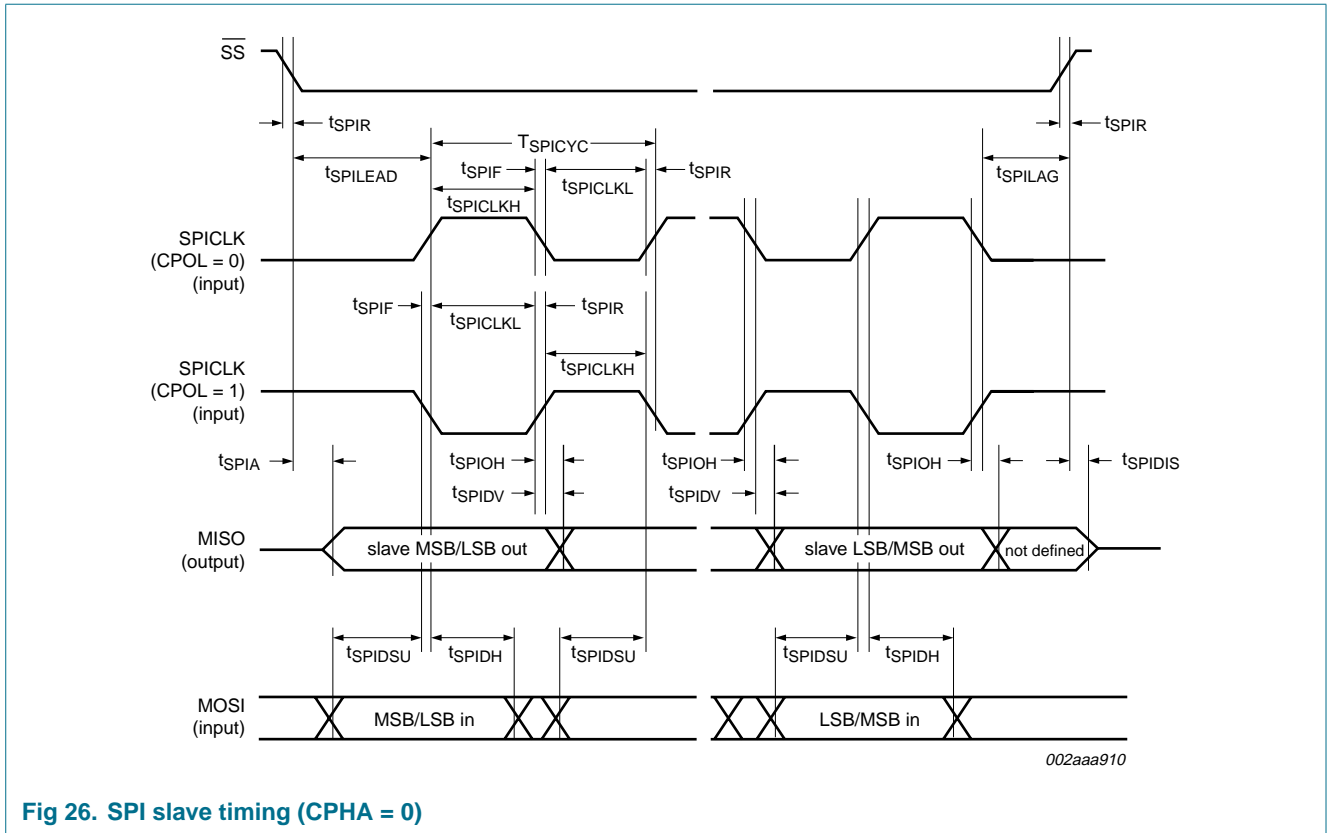 SS
tSPIR
tSPIR
TSPICYC
tSPILEAD
tSPIF
tSPICLKL
tSPIR
tSPILAG
tSPICLKH
SPICLK
(CPOL = 0)
(input)
tSPIF
tSPICLKL
tSPIR
tSPICLKH
SPICLK
(CPOL = 1)
(input)
tSPIA
tSPIOH
tSPIOH
tSPIOH
tSPIDIS
tSPIDV
tSPIDV
MISO
(output)
slave MSB/LSB out
slave LSB/MSB out
not defined
tSPIDSU
tSPIDH
tSPIDSU
tSPIDSU
tSPIDH
MOSI
(input)
MSB/LSB in
LSB/MSB in
002aaa910
Fig 26. SPI slave timing (CPHA = 0)